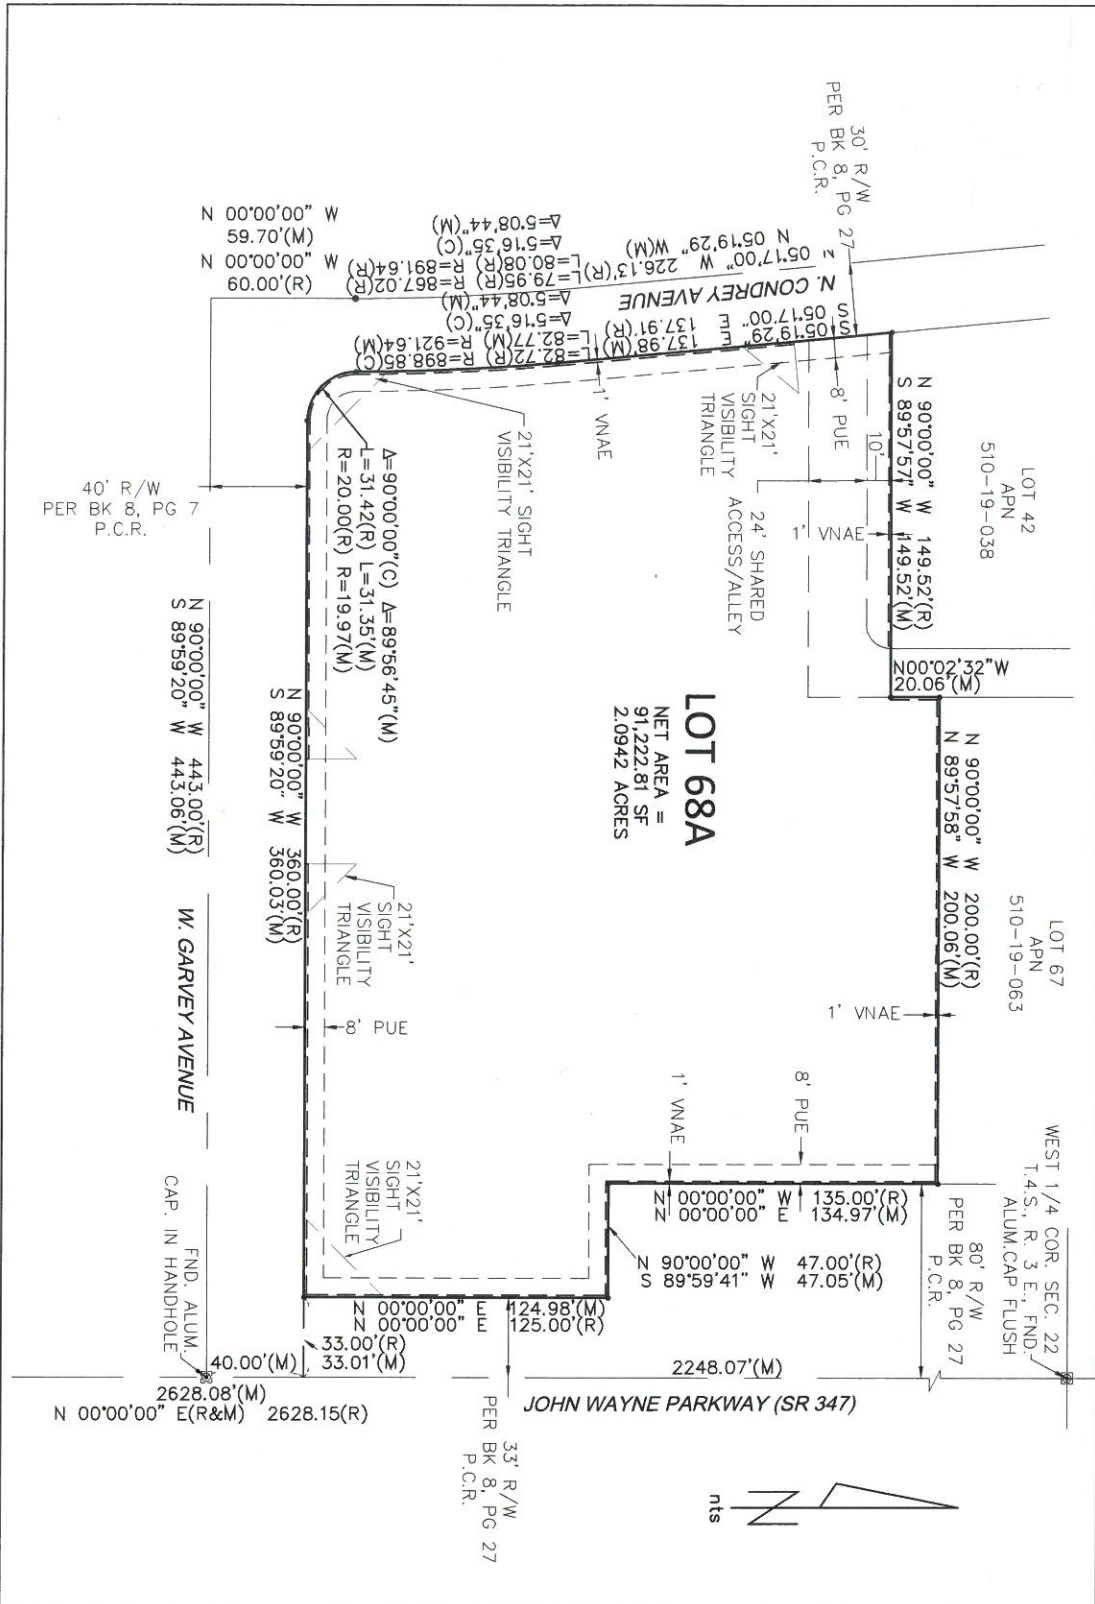 30' R/W
PER BK 8, PG 27
P.C.R.
N 00°00'00" W
59.70'(M)
N 00°00'00" W
60.00'(R)
N 05°19'29" W(M)
N 05°17'00" W 226.13'(R)
Δ=5°08'44"(M)
Δ=5°16'35"(C)
L=80.08(R) R=891.64(R)
L=79.95(R) R=867.02(R)
N. CONDREY AVENUE
S 05°17'00" E 137.91'(R)
S 05°19'29" E 137.98'(M)
Δ=5°08'44"(M)
Δ=5°16'35"(C)
L=82.77(M) R=921.64(M)
L=82.72(R) R=898.85(C)
LOT 42
APN
510-19-038
N 90°00'00" W 149.52'(R)
S 89°57'57" W 149.52'(M)
10'
1' VNAE
8' PUE
24' SHARED
ACCESS/ALLEY
21'X21'
SIGHT
VISIBILITY
TRIANGLE
1' VNAE
21'X21' SIGHT
VISIBILITY TRIANGLE
Δ=90°00'00"(C) Δ=89°56'45"(M)
L=31.42(R) L=31.35'(M)
R=20.00(R) R=19.97(M)
40' R/W
PER BK 8, PG 7
P.C.R.
N00°02'32"W
20.06'(M)
LOT 67
APN
510-19-063
N 90°00'00" W 200.00'(R)
N 89°57'58" W 200.06'(M)
1' VNAE
LOT 68A
NET AREA =
91,222.81 SF
2.0942 ACRES
N 90°00'00" W 360.00'(R)
S 89°59'20" W 360.03'(M)
N 90°00'00" W 443.00'(R)
S 89°59'20" W 443.06'(M)
W. GARVEY AVENUE
21'X21'
SIGHT
VISIBILITY
TRIANGLE
8' PUE
8' PUE
1' VNAE
21'X21'
SIGHT
VISIBILITY
TRIANGLE
N 00°00'00" W 135.00'(R)
N 00°00'00" E 134.97'(M)
N 90°00'00" W 47.00'(R)
S 89°59'41" W 47.05'(M)
N 00°00'00" E 124.98'(M)
N 00°00'00" E 125.00'(R)
33.00'(R)
33.01'(M)
40.00'(M)
FND. ALUM.
CAP. IN HANDHOLE
WEST 1/4 COR. SEC. 22
T.4.S., R. 3 E., FND.
ALUM.CAP FLUSH
80' R/W
PER BK 8, PG 27
P.C.R.
2248.07'(M)
2628.08'(M)
N 00°00'00" E(R&M) 2628.15(R)
JOHN WAYNE PARKWAY (SR 347)
33' R/W
PER BK 8, PG 27
P.C.R.
N
nts